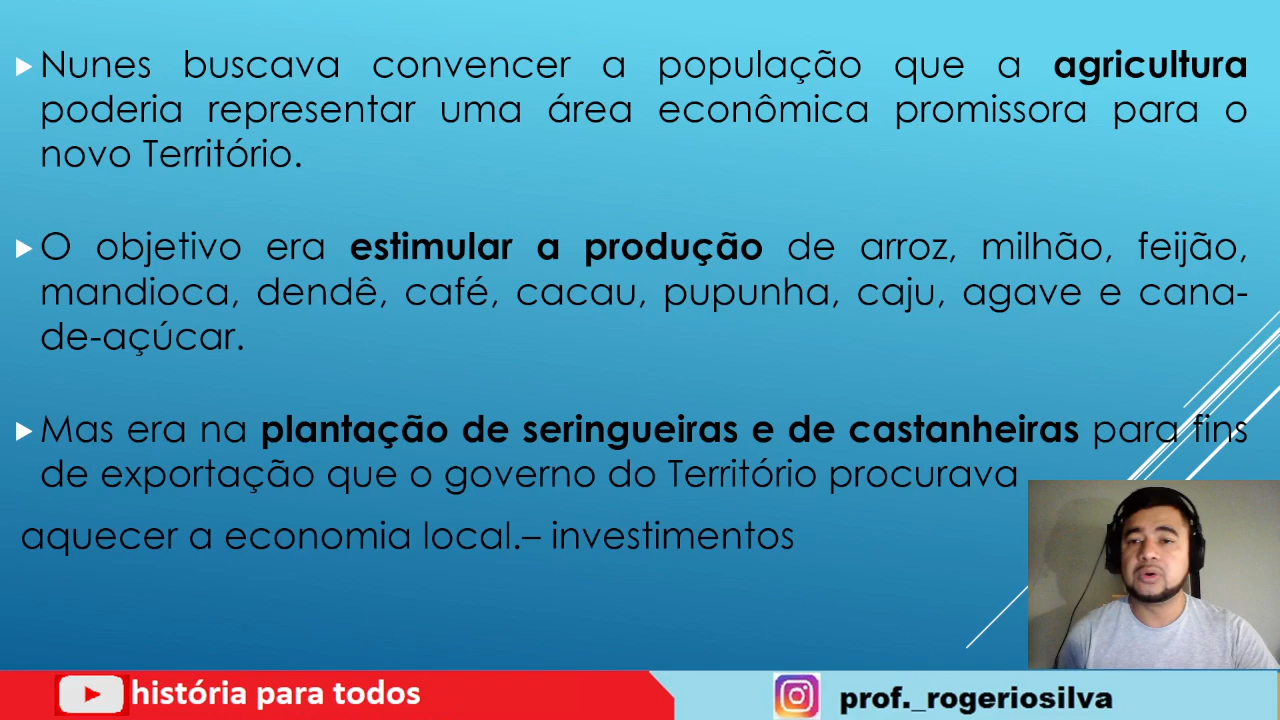 Nunes buscava convencer a população que a agricultura
poderia representar uma área econômica promissora para o
novo Território.
O objetivo era estimular a produção de arroz, milhão, feijão,
mandioca, dendê, café, cacau, pupunha, caju, agave e cana-
de-açúcar.
Mas era na plantação de seringueiras e de castanheiras para fins
de exportação que o governo do Território procurava
aquecer a economia local.– investimentos
história para todos
prof._rogeriosilva